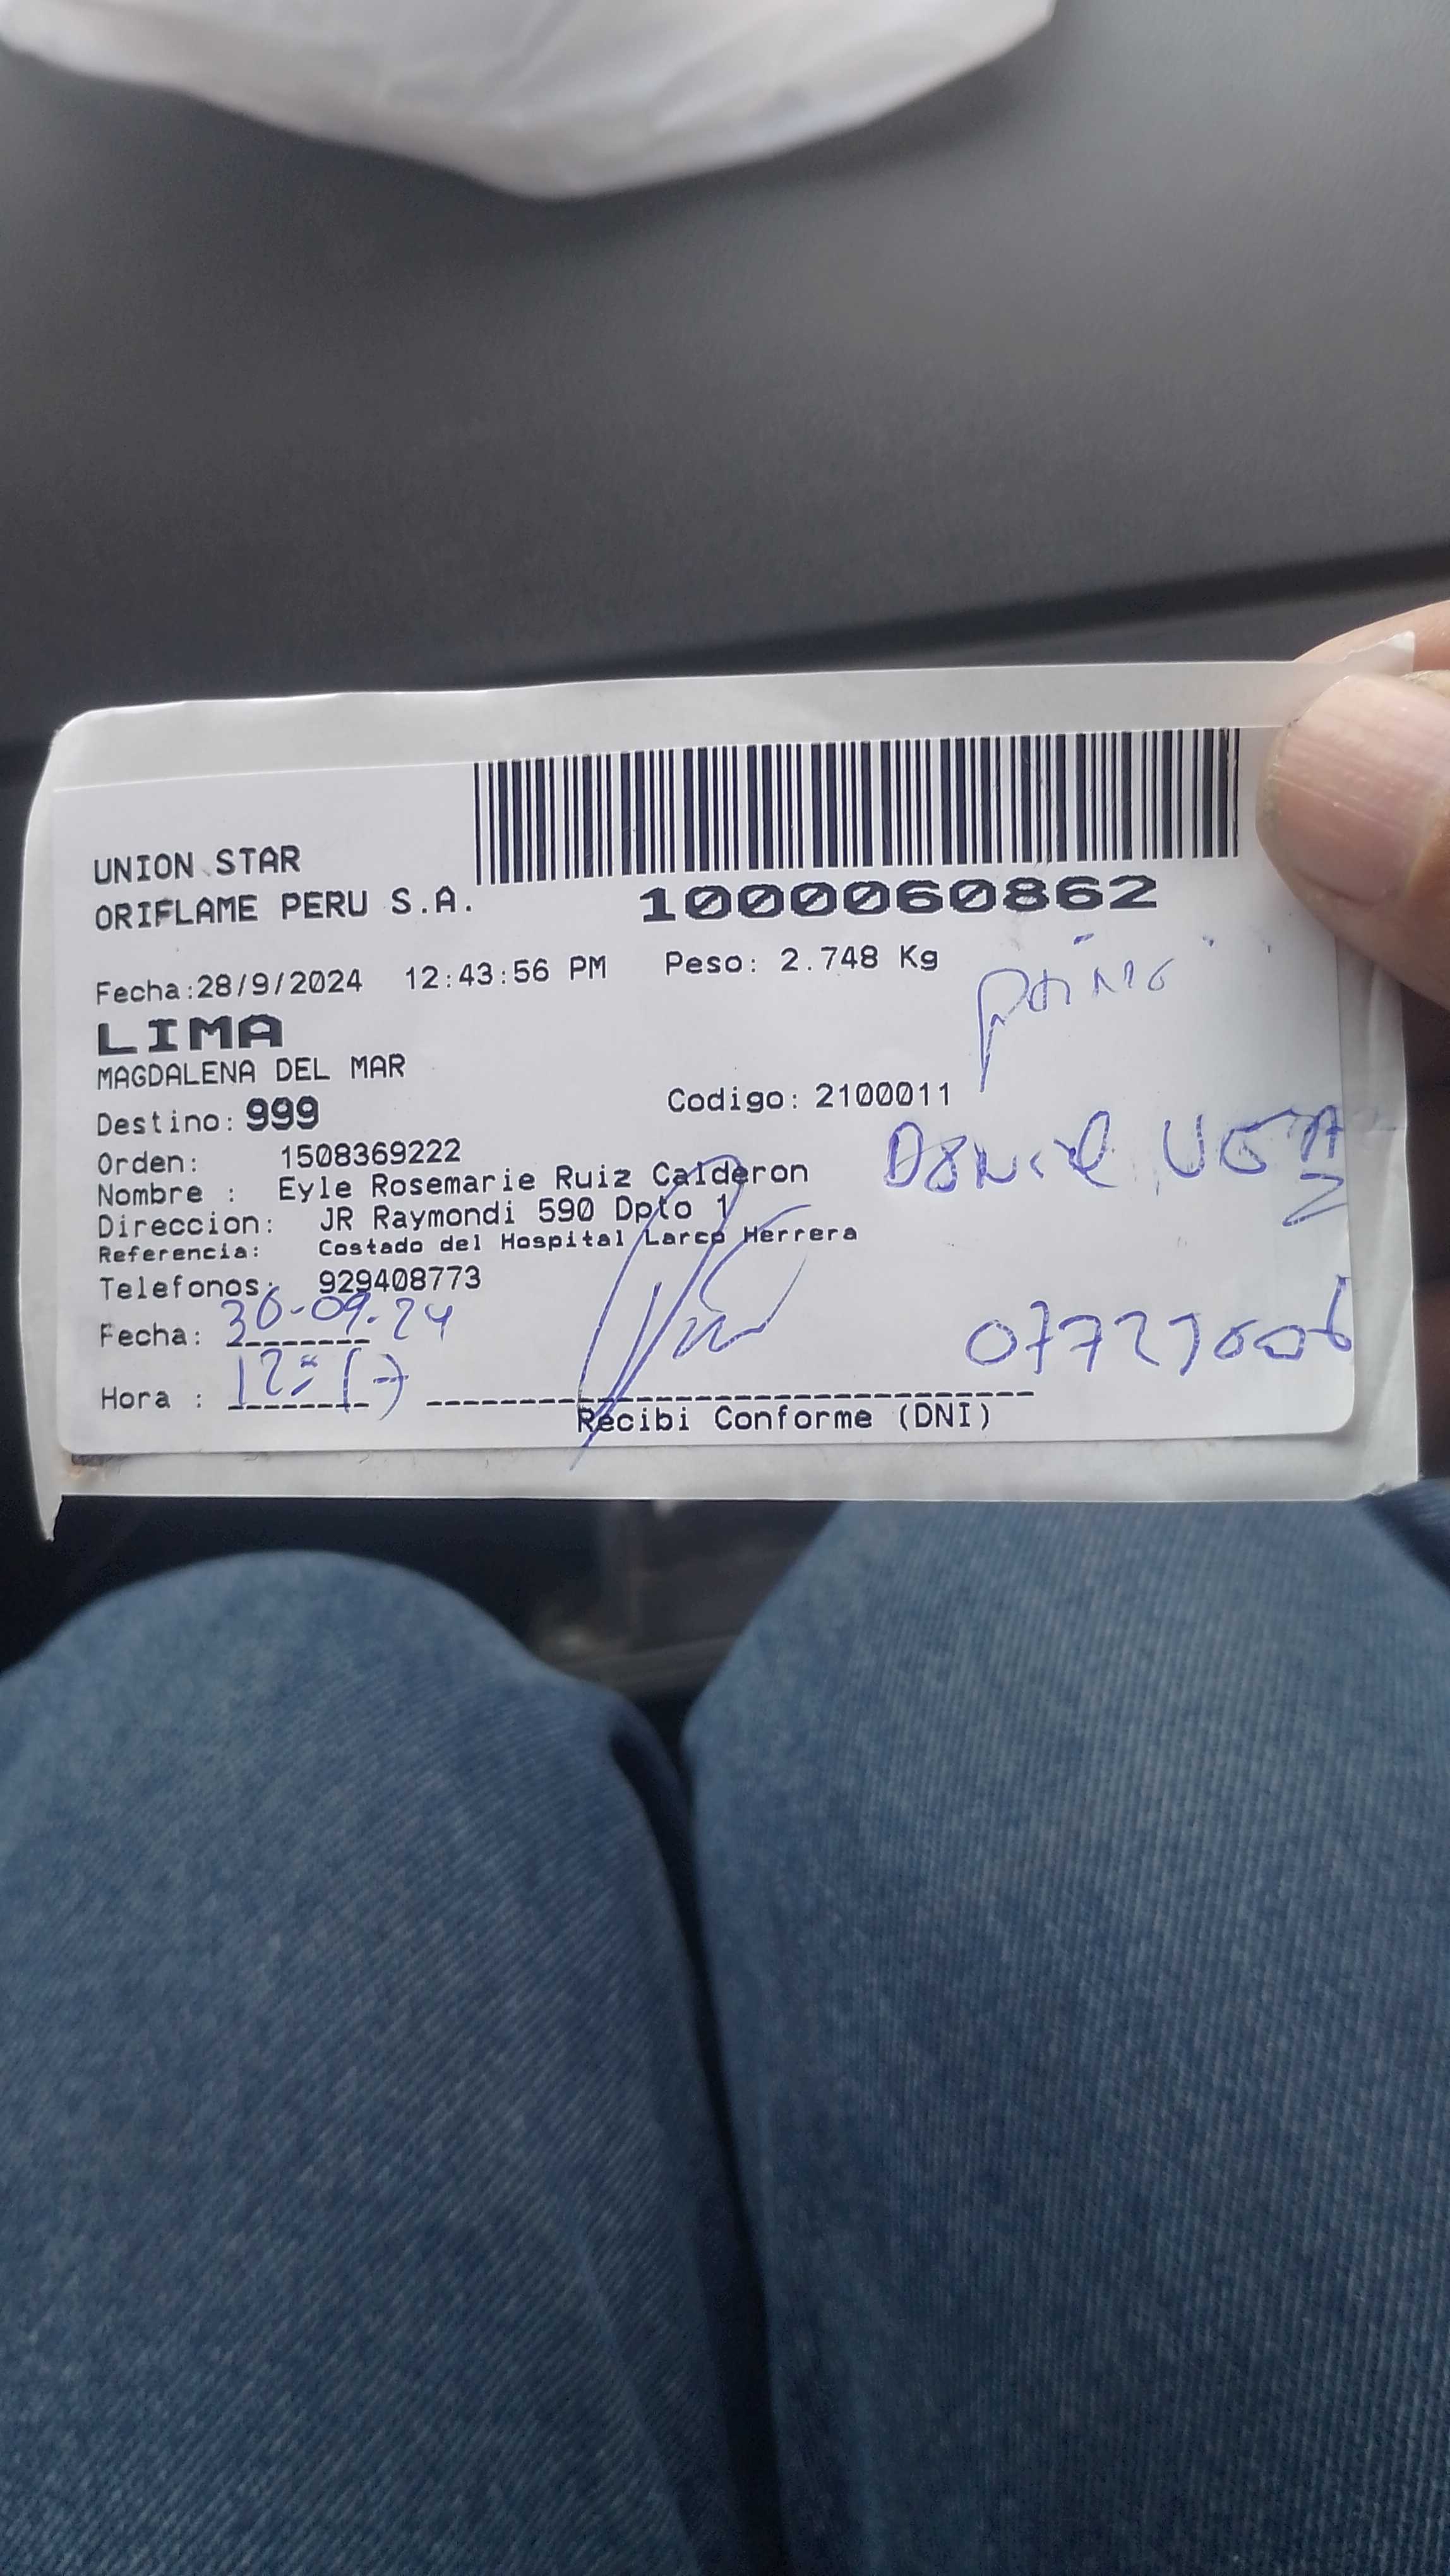 UNION STAR
ORIFLAME PERU S.A.
1000060862
Fecha:28/9/2024 12:43:56 PM Peso: 2.748 Kg
LIMA
MAGDALENA DEL MAR
Destino: 999 Codigo: 2100011
Orden: 1508369222
Nombre : Eyle Rosemarie Ruiz Calderon
Direccion: JR Raymondi 590 Dpto 1
Referencia: Costado del Hospital Larco Herrera
Telefonos: 929408773
Fecha: 30-09-24
Hora :
Recibi Conforme (DNI)